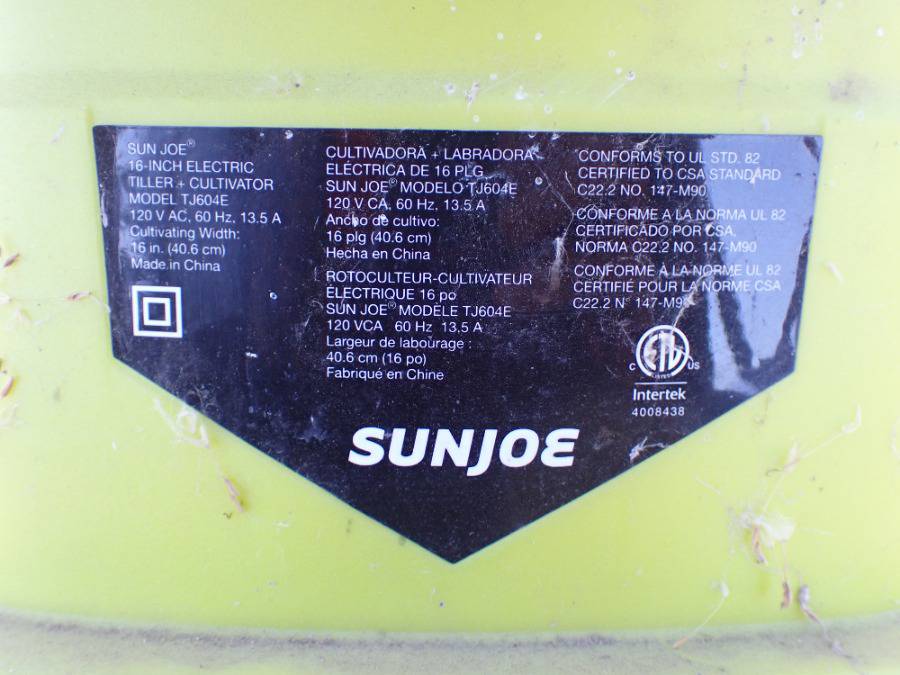 SUN JOE®
16-INCH ELECTRIC
TILLER + CULTIVATOR
MODEL TJ604E
120 V AC, 60 Hz, 13.5 A
Cultivating Width:
16 in. (40.6 cm)
Made in China
CULTIVADORA + LABRADORA
ELÉCTRICA DE 16 PLG
SUN JOE® MODELO TJ604E
120 V CA, 60 Hz, 13.5 A
Ancho de cultivo:
16 plg (40.6 cm)
Hecha en China
ROTOCULTEUR-CULTIVATEUR
ÉLECTRIQUE 16 po
SUN JOE® MODÈLE TJ604E
120 VCA 60 Hz 13,5 A
Largeur de labourage :
40.6 cm (16 po)
Fabriqué en Chine
CONFORMS TO UL STD. 82
CERTIFIED TO CSA STANDARD
C22.2 NO. 147-M90
CONFORME A LA NORMA UL 82
CERTIFICADO POR CSA.
NORMA C22.2 NO. 147-M90
CONFORME À LA NORME UL 82
CERTIFIÉ POUR LA NORME CSA
C22.2 N° 147-M90
ETL
LISTED
C US
Intertek
4008438
SUNJOE